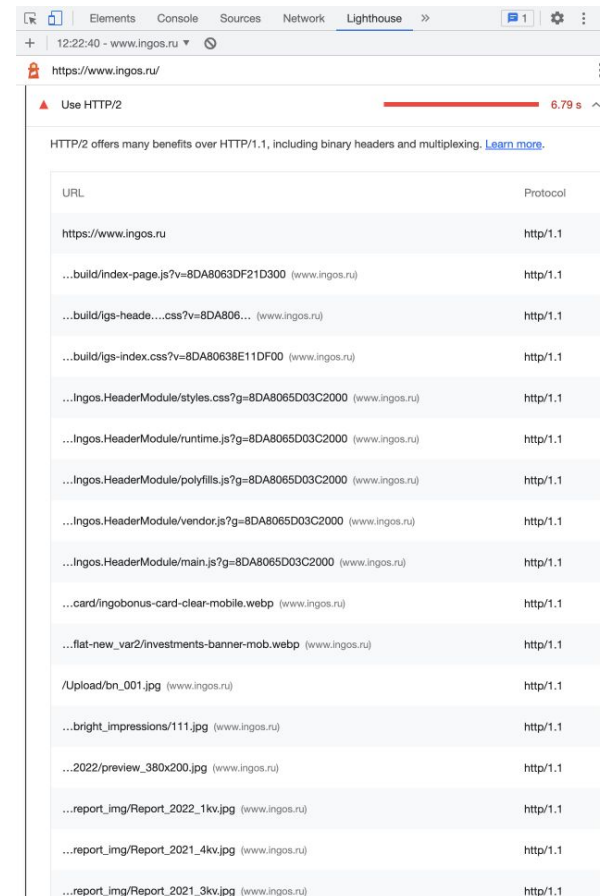 Elements Console Sources Network Lighthouse » 1
+ 12:22:40 - www.ingos.ru ▼
https://www.ingos.ru/
▲ Use HTTP/2 6.79 s
HTTP/2 offers many benefits over HTTP/1.1, including binary headers and multiplexing. Learn more.
URL Protocol
https://www.ingos.ru http/1.1
…build/index-page.js?v=8DA8063DF21D300 (www.ingos.ru) http/1.1
…build/igs-heade….css?v=8DA806… (www.ingos.ru) http/1.1
…build/igs-index.css?v=8DA80638E11DF00 (www.ingos.ru) http/1.1
…Ingos.HeaderModule/styles.css?g=8DA8065D03C2000 (www.ingos.ru) http/1.1
…Ingos.HeaderModule/runtime.js?g=8DA8065D03C2000 (www.ingos.ru) http/1.1
…Ingos.HeaderModule/polyfills.js?g=8DA8065D03C2000 (www.ingos.ru) http/1.1
…Ingos.HeaderModule/vendor.js?g=8DA8065D03C2000 (www.ingos.ru) http/1.1
…Ingos.HeaderModule/main.js?g=8DA8065D03C2000 (www.ingos.ru) http/1.1
…card/ingobonus-card-clear-mobile.webp (www.ingos.ru) http/1.1
…flat-new_var2/investments-banner-mob.webp (www.ingos.ru) http/1.1
/Upload/bn_001.jpg (www.ingos.ru) http/1.1
…bright_impressions/111.jpg (www.ingos.ru) http/1.1
…2022/preview_380x200.jpg (www.ingos.ru) http/1.1
…report_img/Report_2022_1kv.jpg (www.ingos.ru) http/1.1
…report_img/Report_2021_4kv.jpg (www.ingos.ru) http/1.1
…report_img/Report_2021_3kv.jpg (www.ingos.ru) http/1.1